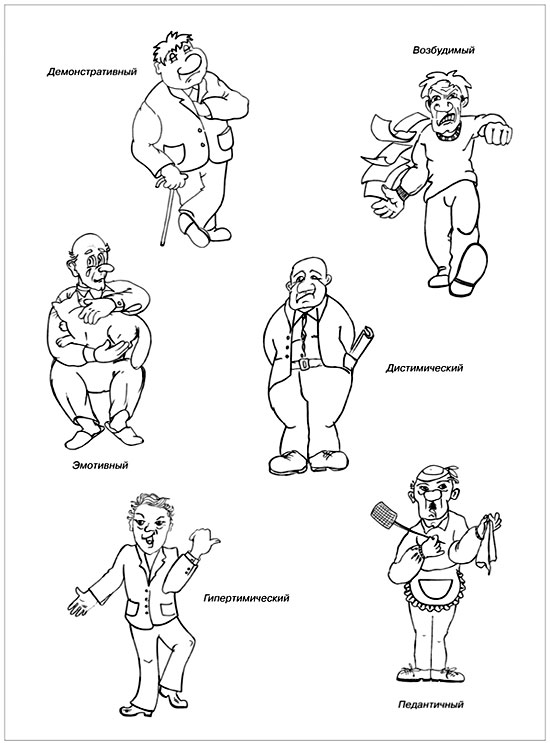 Демонстративный
Возбудимый
Дистимический
Эмотивный
Гипертимический
Педантичный